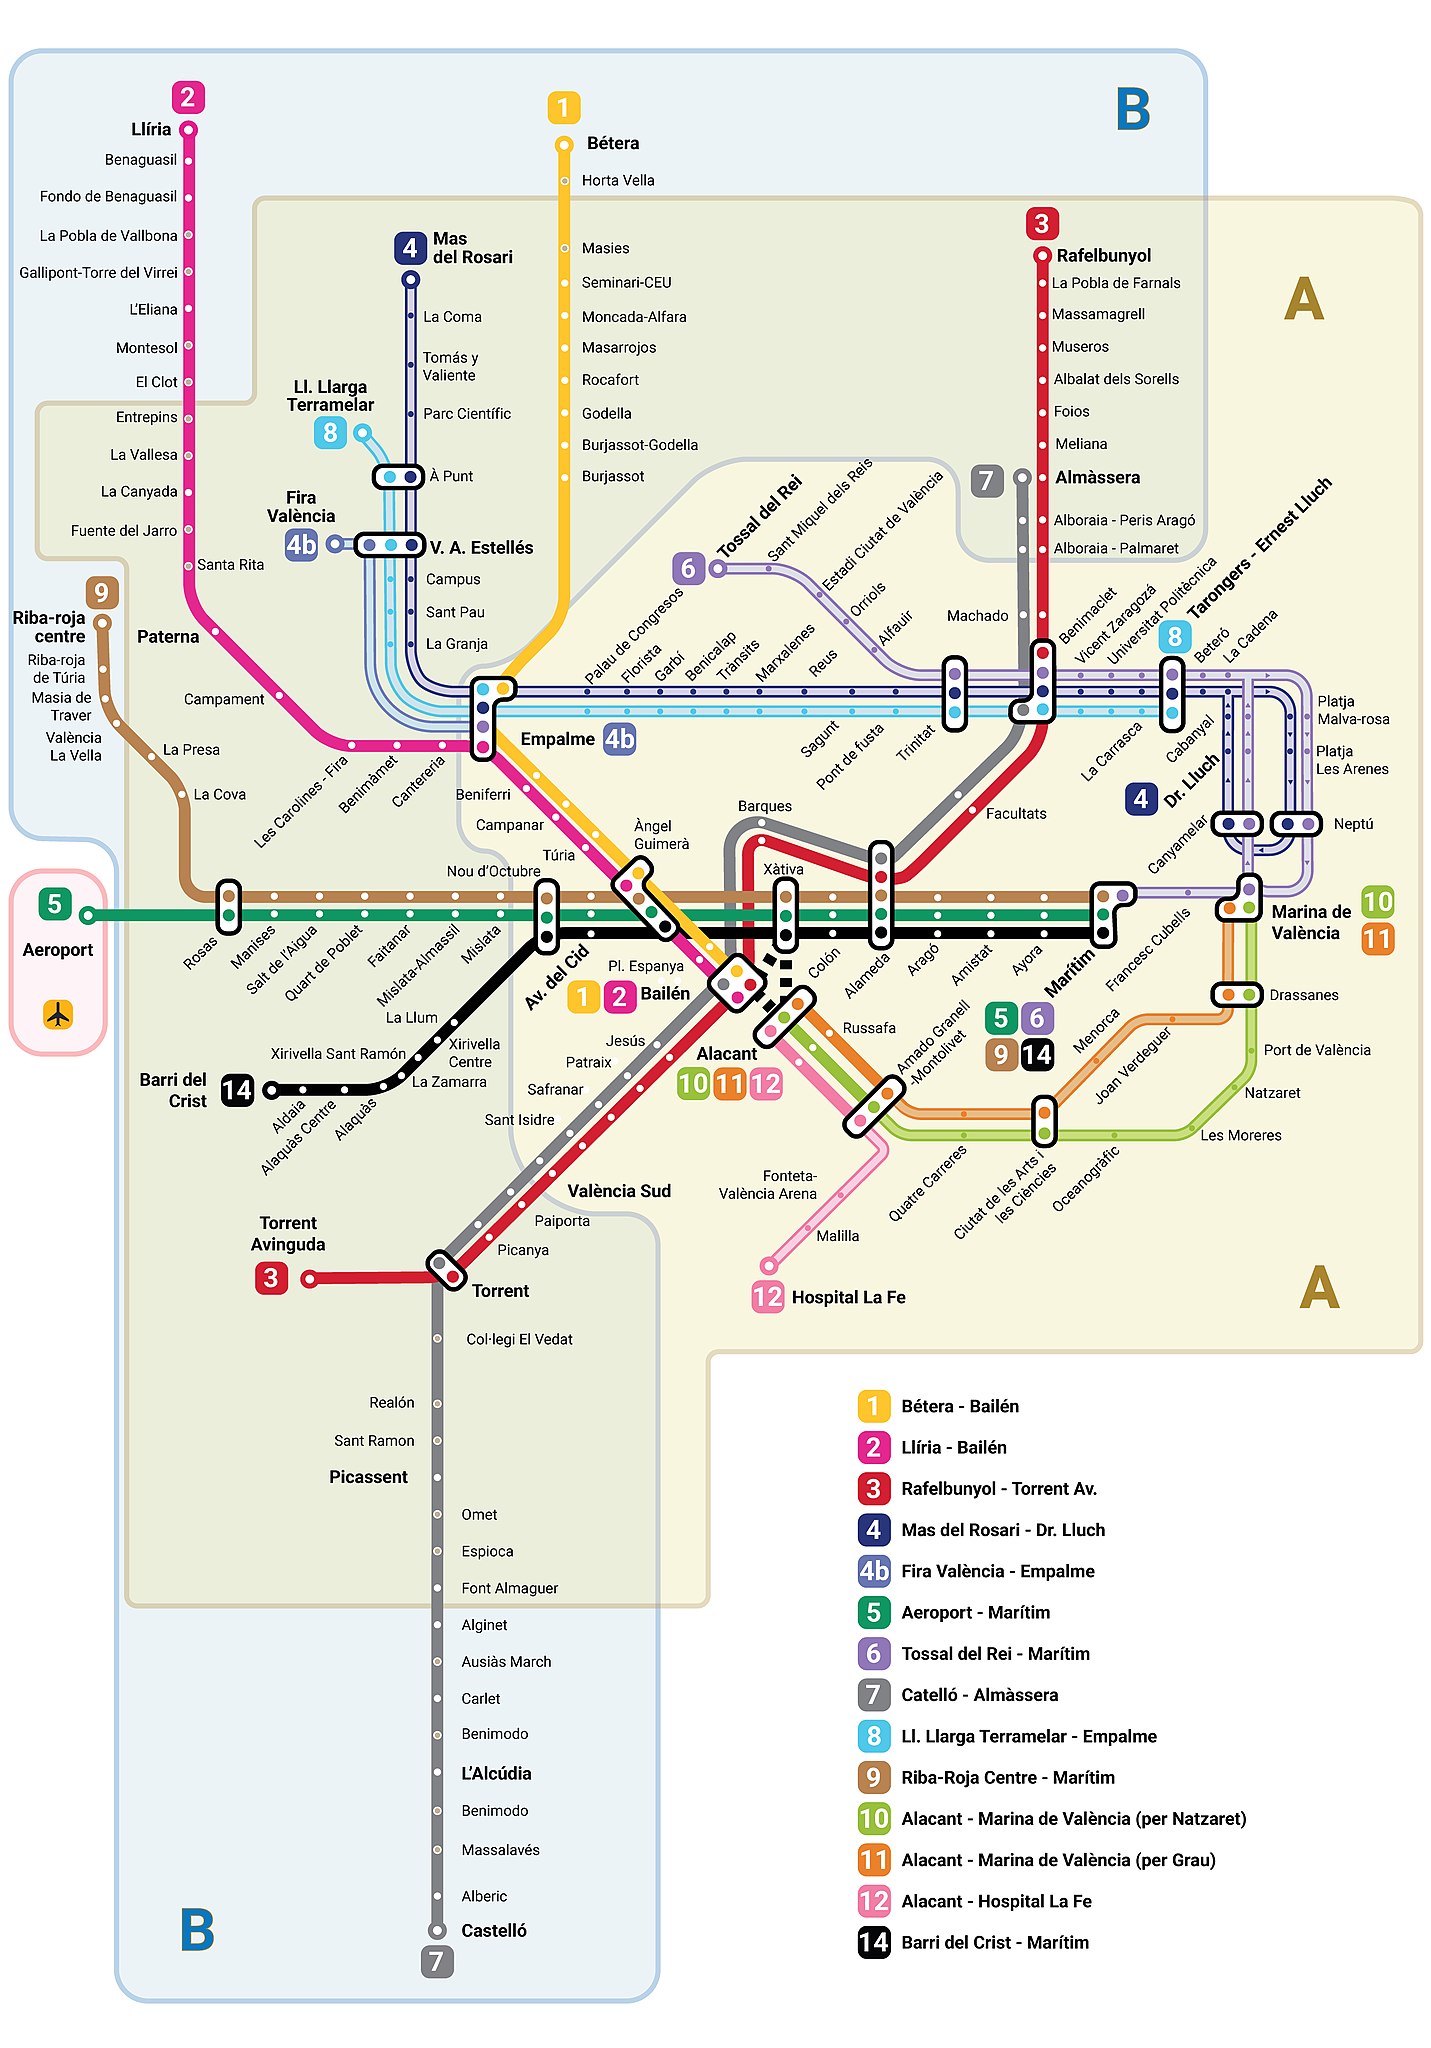 B
A
2
Llíria
Benaguasil
Fondo de Benaguasil
La Pobla de Vallbona
Gallipont-Torre del Virrei
L'Eliana
Montesol
El Clot
Entrepins
La Vallesa
La Canyada
Fuente del Jarro
Santa Rita
Paterna
Campament
Les Carolines - Fira
Benimàmet
Cantereria
1
Bétera
Horta Vella
Masies
Seminari-CEU
Moncada-Alfara
Masarrojos
Rocafort
Godella
Burjassot-Godella
Burjassot
4
Mas
del Rosari
La Coma
Tomás y
Valiente
Parc Científic
À Punt
Ll. Llarga
Terramelar
8
Fira
València
4b
V. A. Estellés
Campus
Sant Pau
La Granja
3
Rafelbunyol
La Pobla de Farnals
Massamagrell
Museros
Albalat dels Sorells
Foios
Meliana
7
Almàssera
Alboraia - Peris Aragó
Alboraia - Palmaret
Machado
6
Tossal del Rei
Sant Miquel dels Reis
Estadi Ciutat de València
Orriols
Alfauir
Palau de Congresos
Florista
Garbí
Benicalap
Trànsits
Marxalenes
Reus
Sagunt
Pont de fusta
Trinitat
Benimaclet
Vicent Zaragozá
Universitat Politècnica
8
Tarongers - Ernest Lluch
Beteró
La Cadena
La Carrasca
Cabanyal
4
Dr. Lluch
Platja
Malva-rosa
Platja
Les Arenes
Canyamelar
Neptú
Empalme
4b
9
Riba-roja
centre
Riba-roja
de Túria
Masia de
Traver
València
La Vella
La Presa
La Cova
Beniferri
Campanar
Túria
Àngel
Guimerà
Barques
Xàtiva
Facultats
Nou d'Octubre
5
Aeroport
Rosas
Manises
Salt de l'Aigua
Quart de Poblet
Faitanar
Mislata-Almassil
Mislata
Av. del Cid
Pl. Espanya
1
2
Bailén
Colón
Alameda
Aragó
Amistat
Ayora
Marítim
5
6
9
14
Francesc Cubells
Marina de
València
10
11
Drassanes
La Llum
Xirivella Sant Ramón
Xirivella
Centre
La Zamarra
Barri del
Crist
14
Aldaia
Alaquàs Centre
Alaquàs
Jesús
Patraix
Safranar
Sant Isidre
València Sud
Paiporta
Picanya
Alacant
10
11
12
Russafa
Amado Granell
-Montolivet
Menorca
Joan Verdeguer
Port de València
Natzaret
Les Moreres
Quatre Carreres
Ciutat de les Arts i
les Ciències
Oceanogràfic
Fonteta-
València Arena
Malilla
12
Hospital La Fe
A
Torrent
Avinguda
3
Torrent
Col·legi El Vedat
Realón
Sant Ramon
Picassent
Omet
Espioca
Font Almaguer
Alginet
Ausiàs March
Carlet
Benimodo
L'Alcúdia
Benimodo
Massalavés
Alberic
Castelló
7
B
1 Bétera - Bailén
2 Llíria - Bailén
3 Rafelbunyol - Torrent Av.
4 Mas del Rosari - Dr. Lluch
4b Fira València - Empalme
5 Aeroport - Marítim
6 Tossal del Rei - Marítim
7 Catelló - Almàssera
8 Ll. Llarga Terramelar - Empalme
9 Riba-Roja Centre - Marítim
10 Alacant - Marina de València (per Natzaret)
11 Alacant - Marina de València (per Grau)
12 Alacant - Hospital La Fe
14 Barri del Crist - Marítim